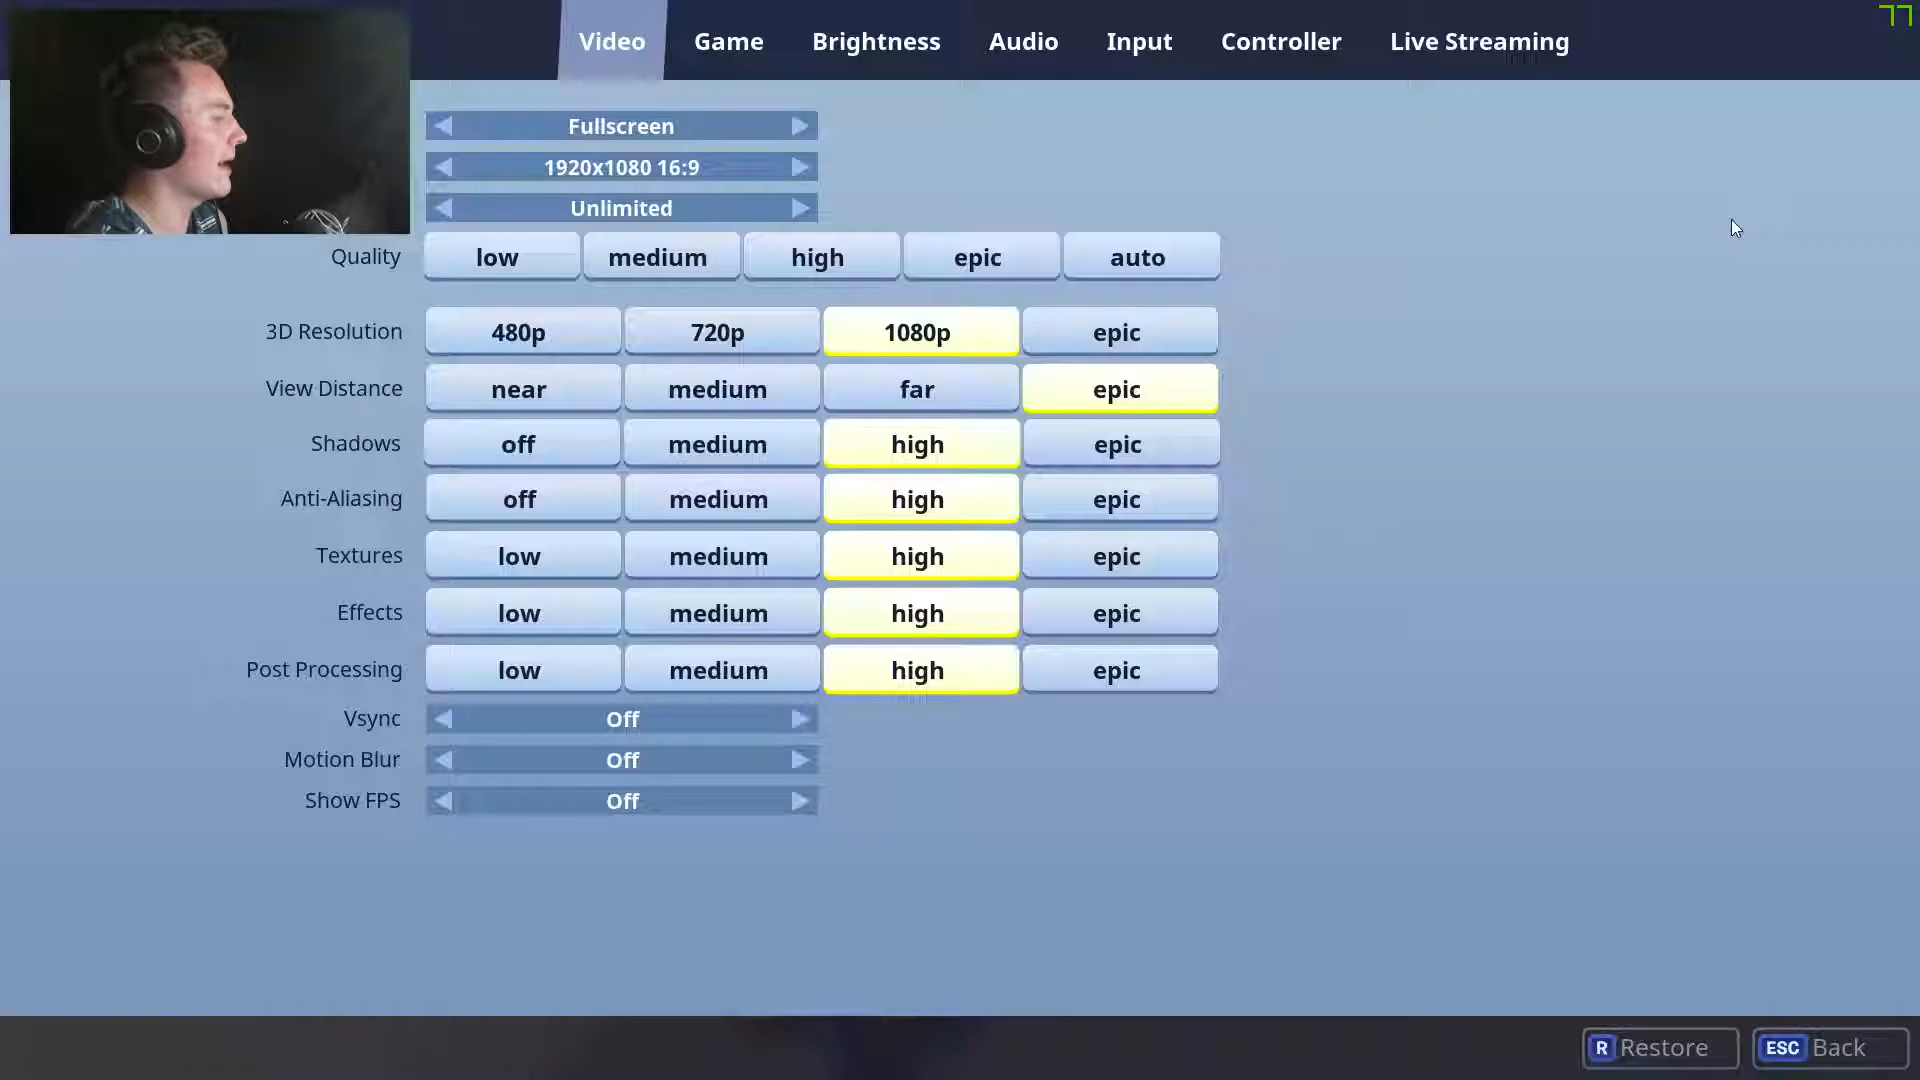 Video Game Brightness Audio Input Controller Live Streaming
77
Fullscreen
1920x1080 16:9
Unlimited
Quality low medium high epic auto
3D Resolution 480p 720p 1080p epic
View Distance near medium far epic
Shadows off medium high epic
Anti-Aliasing off medium high epic
Textures low medium high epic
Effects low medium high epic
Post Processing low medium high epic
Vsync Off
Motion Blur Off
Show FPS Off
R Restore ESC Back